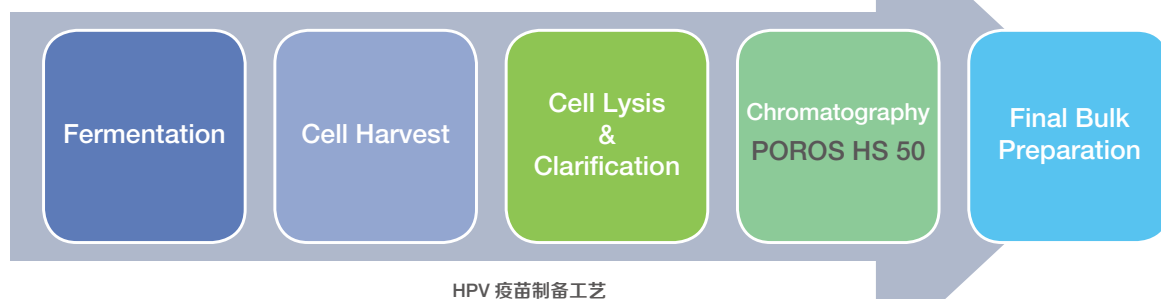 Fermentation
Cell Harvest
Cell Lysis
&
Clarification
Chromatography
POROS HS 50
Final Bulk
Preparation
HPV 疫苗制备工艺